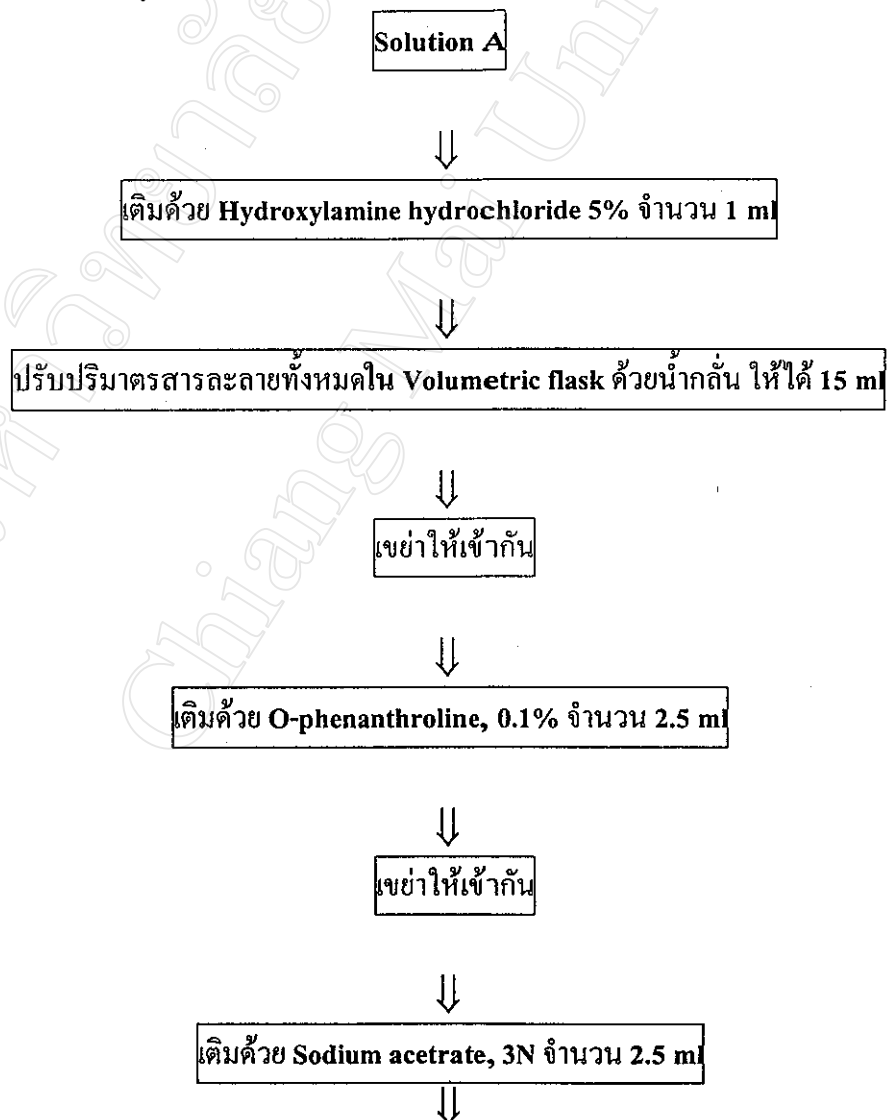 Solution A
⇓
เติมด้วย Hydroxylamine hydrochloride 5% จำนวน 1 ml
⇓
ปรับปริมาตรสารละลายทั้งหมดใน Volumetric flask ด้วยน้ำกลั่น ให้ได้ 15 ml
⇓
เขย่าให้เข้ากัน
⇓
เติมด้วย O-phenanthroline, 0.1% จำนวน 2.5 ml
⇓
เขย่าให้เข้ากัน
⇓
เติมด้วย Sodium acetrate, 3N จำนวน 2.5 ml
⇓
Chiang Mai Uni